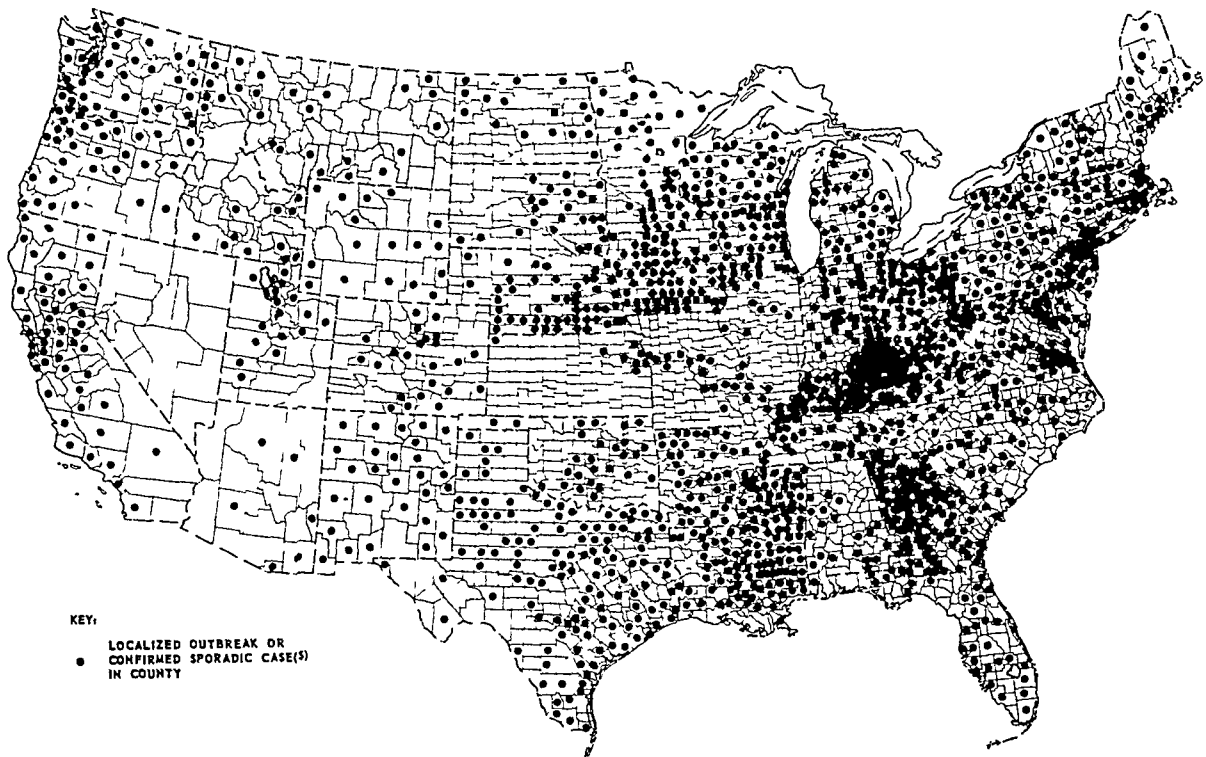 KEY:
LOCALIZED OUTBREAK OR
CONFIRMED SPORADIC CASE(S)
IN COUNTY